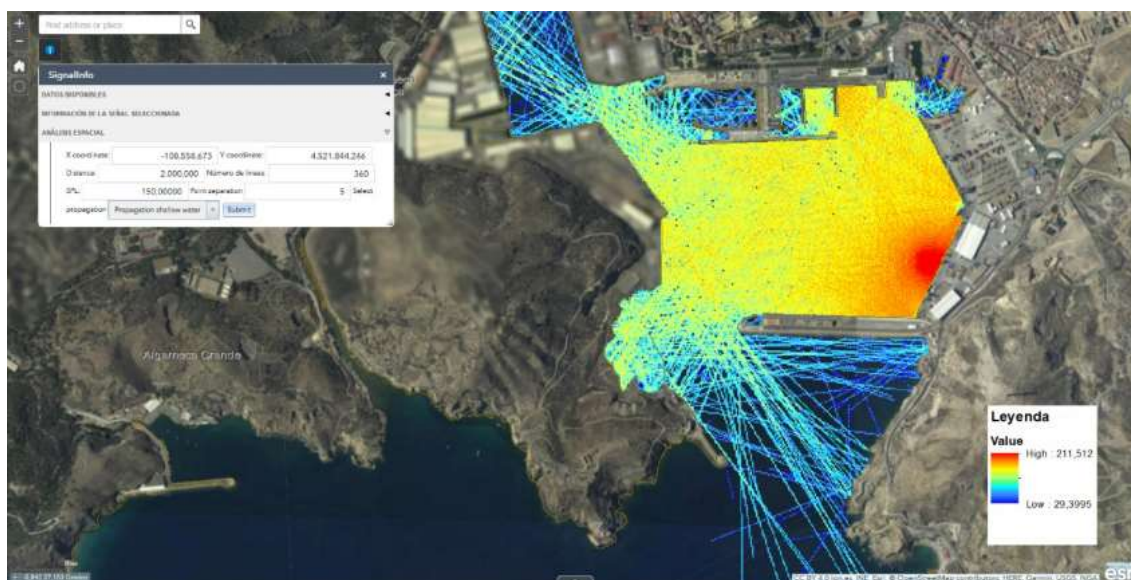 Find address or place
SignalInfo
DATOS DISPONIBLES
INFORMACIÓN DE LA SEÑAL SELECCIONADA
ANÁLISIS ESPACIAL
X coordinate: -108.558,673 Y coordinate: 4.521.844,246
Distance: 2.000,000 Número de líneas: 360
SPL: 150,00000 Point separation: 5 Select
propagation: Propagation shallow water Submit
Algameca Grande
Leyenda
Value
High : 211,512
Low : 29,3995
esri